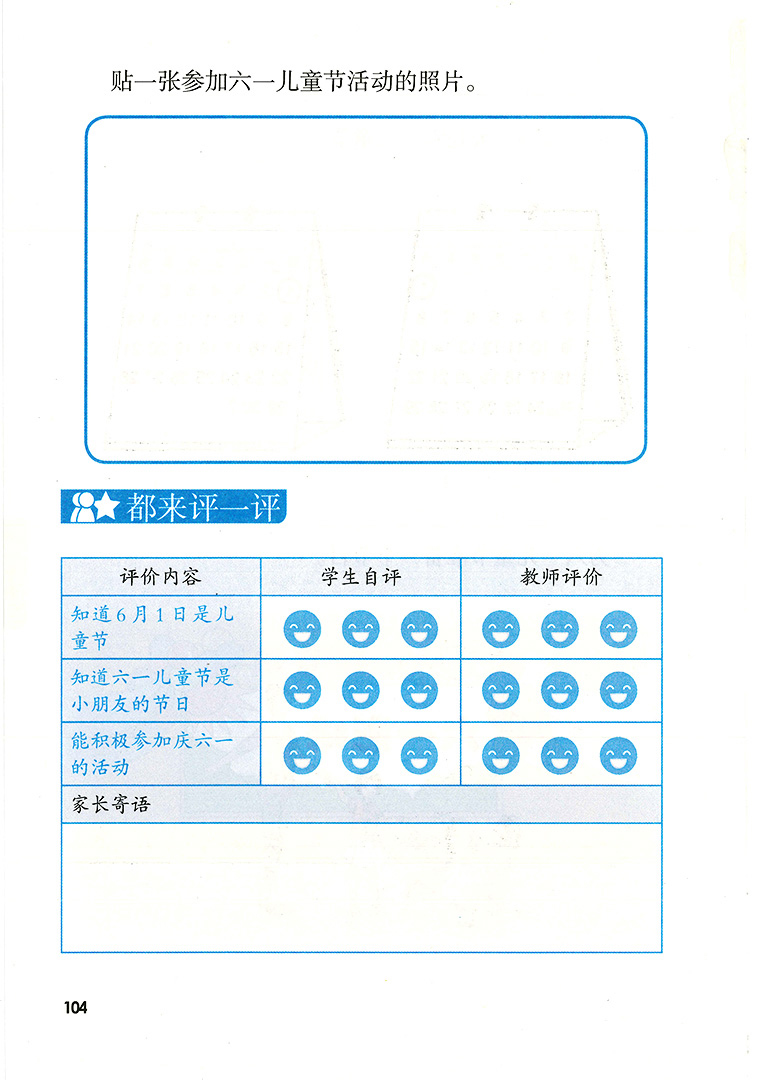 贴一张参加六一儿童节活动的照片。
都来评一评
评价内容 学生自评 教师评价
知道6月1日是儿
童节
知道六一儿童节是
小朋友的节日
能积极参加庆六一
的活动
家长寄语
104